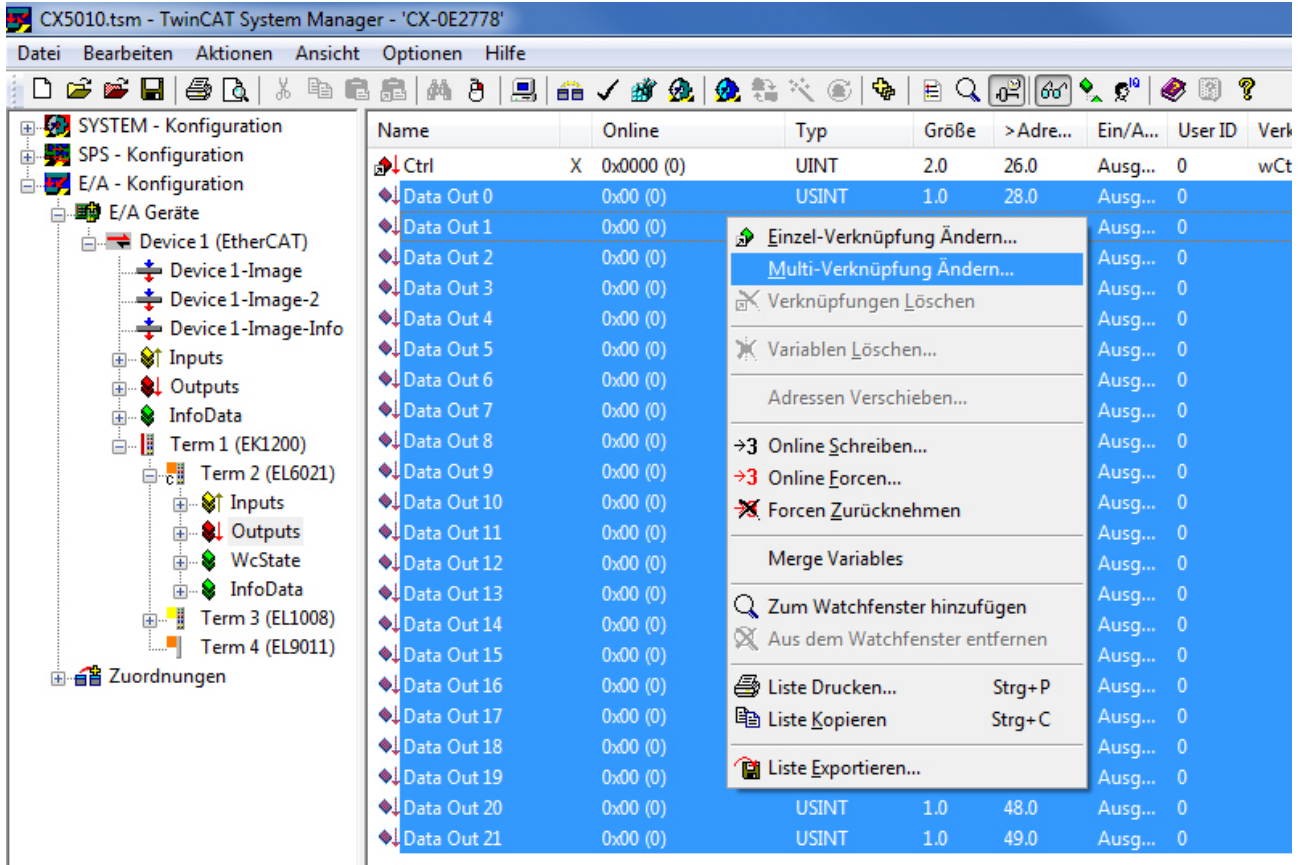 CX5010.tsm - TwinCAT System Manager - 'CX-0E2778'
Datei Bearbeiten Aktionen Ansicht Optionen Hilfe
SYSTEM - Konfiguration
SPS - Konfiguration
E/A - Konfiguration
E/A Geräte
Device 1 (EtherCAT)
Device 1-Image
Device 1-Image-2
Device 1-Image-Info
Inputs
Outputs
InfoData
Term 1 (EK1200)
Term 2 (EL6021)
Inputs
Outputs
WcState
InfoData
Term 3 (EL1008)
Term 4 (EL9011)
Zuordnungen
Name Online Typ Größe >Adre... Ein/A... User ID Verk
Ctrl X 0x0000 (0) UINT 2.0 26.0 Ausg... 0 wCt
Data Out 0 0x00 (0) USINT 1.0 28.0 Ausg... 0
Data Out 1 0x00 (0) Ausg... 0
Data Out 2 0x00 (0) Ausg... 0
Data Out 3 0x00 (0) Ausg... 0
Data Out 4 0x00 (0) Ausg... 0
Data Out 5 0x00 (0) Ausg... 0
Data Out 6 0x00 (0) Ausg... 0
Data Out 7 0x00 (0) Ausg... 0
Data Out 8 0x00 (0) Ausg... 0
Data Out 9 0x00 (0) Ausg... 0
Data Out 10 0x00 (0) Ausg... 0
Data Out 11 0x00 (0) Ausg... 0
Data Out 12 0x00 (0) Ausg... 0
Data Out 13 0x00 (0) Ausg... 0
Data Out 14 0x00 (0) Ausg... 0
Data Out 15 0x00 (0) Ausg... 0
Data Out 16 0x00 (0) Ausg... 0
Data Out 17 0x00 (0) Ausg... 0
Data Out 18 0x00 (0) Ausg... 0
Data Out 19 0x00 (0) Ausg... 0
Data Out 20 0x00 (0) USINT 1.0 48.0 Ausg... 0
Data Out 21 0x00 (0) USINT 1.0 49.0 Ausg... 0
Einzel-Verknüpfung Ändern...
Multi-Verknüpfung Ändern...
Verknüpfungen Löschen
Variablen Löschen...
Adressen Verschieben...
→3 Online Schreiben...
→3 Online Forcen...
Forcen Zurücknehmen
Merge Variables
Zum Watchfenster hinzufügen
Aus dem Watchfenster entfernen
Liste Drucken... Strg+P
Liste Kopieren Strg+C
Liste Exportieren...